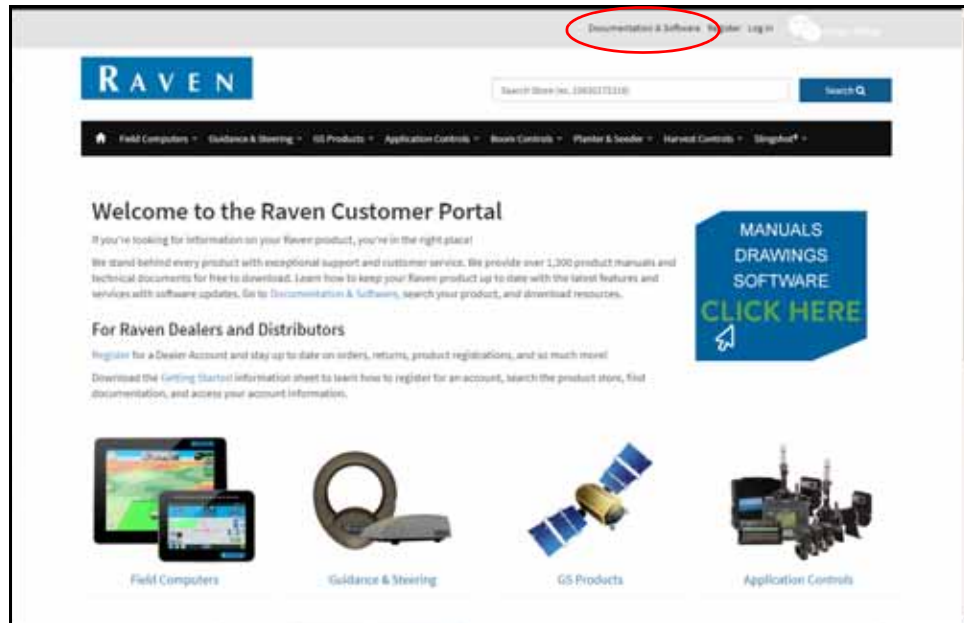 Documentation & Software Register Log In
RAVEN
Search Store (ex. 1063017331B)
Search
Field Computers Guidance & Steering GS Products Application Controls Boom Controls Planter & Seeder Harvest Controls Slingshot®
Welcome to the Raven Customer Portal
If you're looking for information on your Raven product, you're in the right place!
We stand behind every product with exceptional support and customer service. We provide over 1,300 product manuals and
technical documents for free to download. Learn how to keep your Raven product up to date with the latest features and
services with software updates. Go to Documentation & Software, search your product, and download resources.
MANUALS
DRAWINGS
SOFTWARE
CLICK HERE
For Raven Dealers and Distributors
Register for a Dealer Account and stay up to date on orders, returns, product registrations, and so much more!
Download the Getting Started information sheet to learn how to register for an account, search the product store, find
documentation, and access your account information.
Field Computers
Guidance & Steering
GS Products
Application Controls